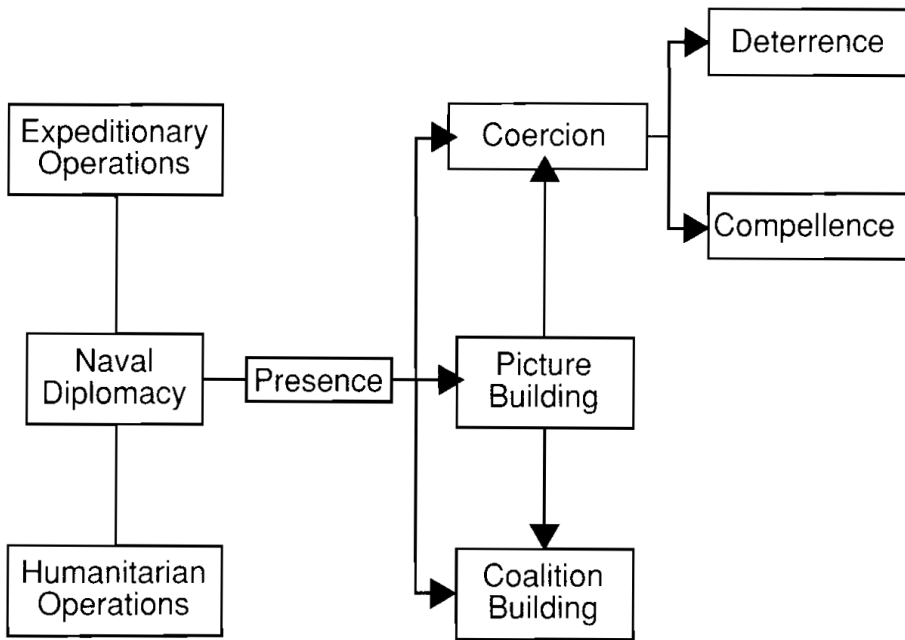 Deterrence
Expeditionary
Operations
Coercion
Compellence
Naval
Diplomacy
Presence
Picture
Building
Humanitarian
Operations
Coalition
Building